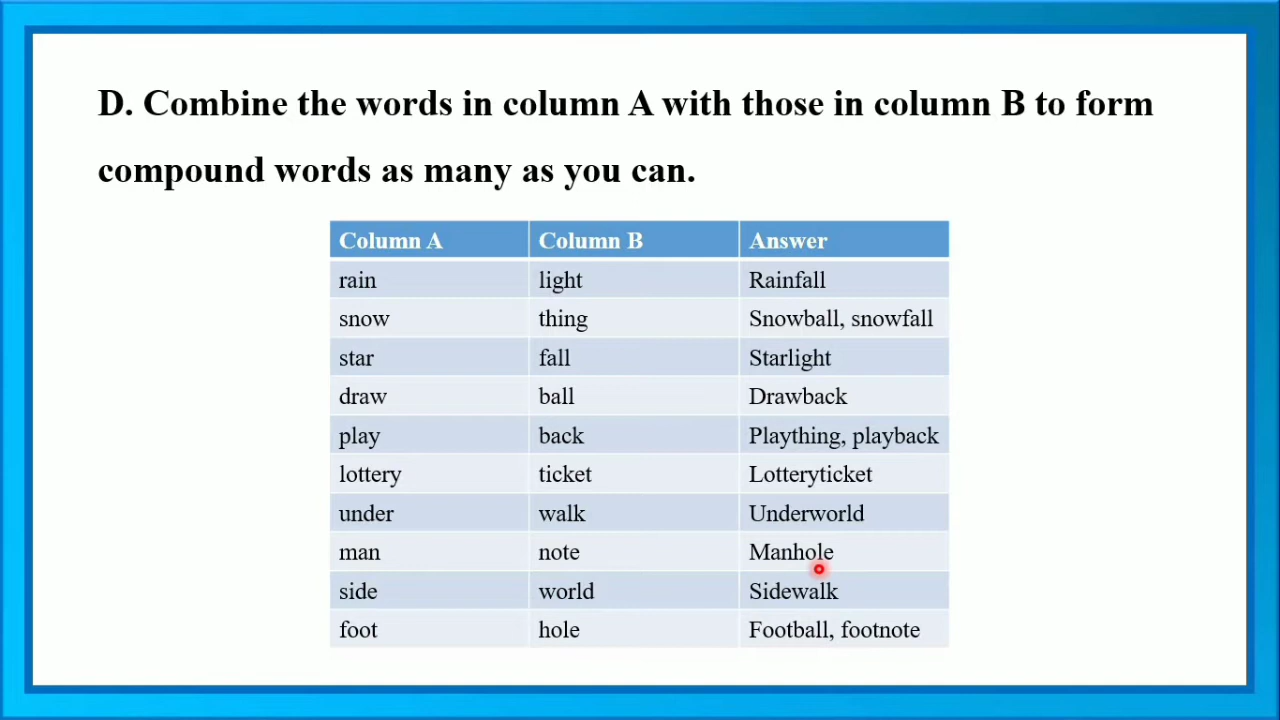 D. Combine the words in column A with those in column B to form
compound words as many as you can.
Column A Column B Answer
rain light Rainfall
snow thing Snowball, snowfall
star fall Starlight
draw ball Drawback
play back Plaything, playback
lottery ticket Lotteryticket
under walk Underworld
man note Manhole
side world Sidewalk
foot hole Football, footnote